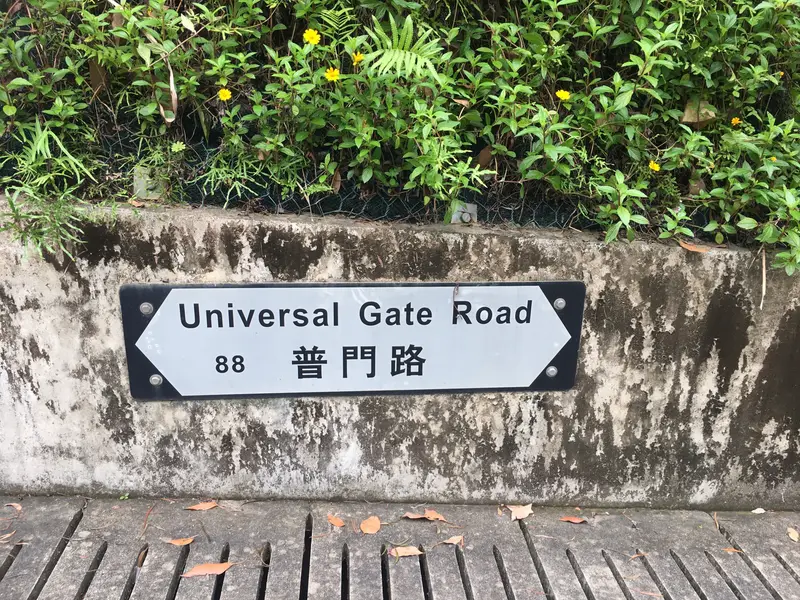 Universal Gate Road
88 普門路